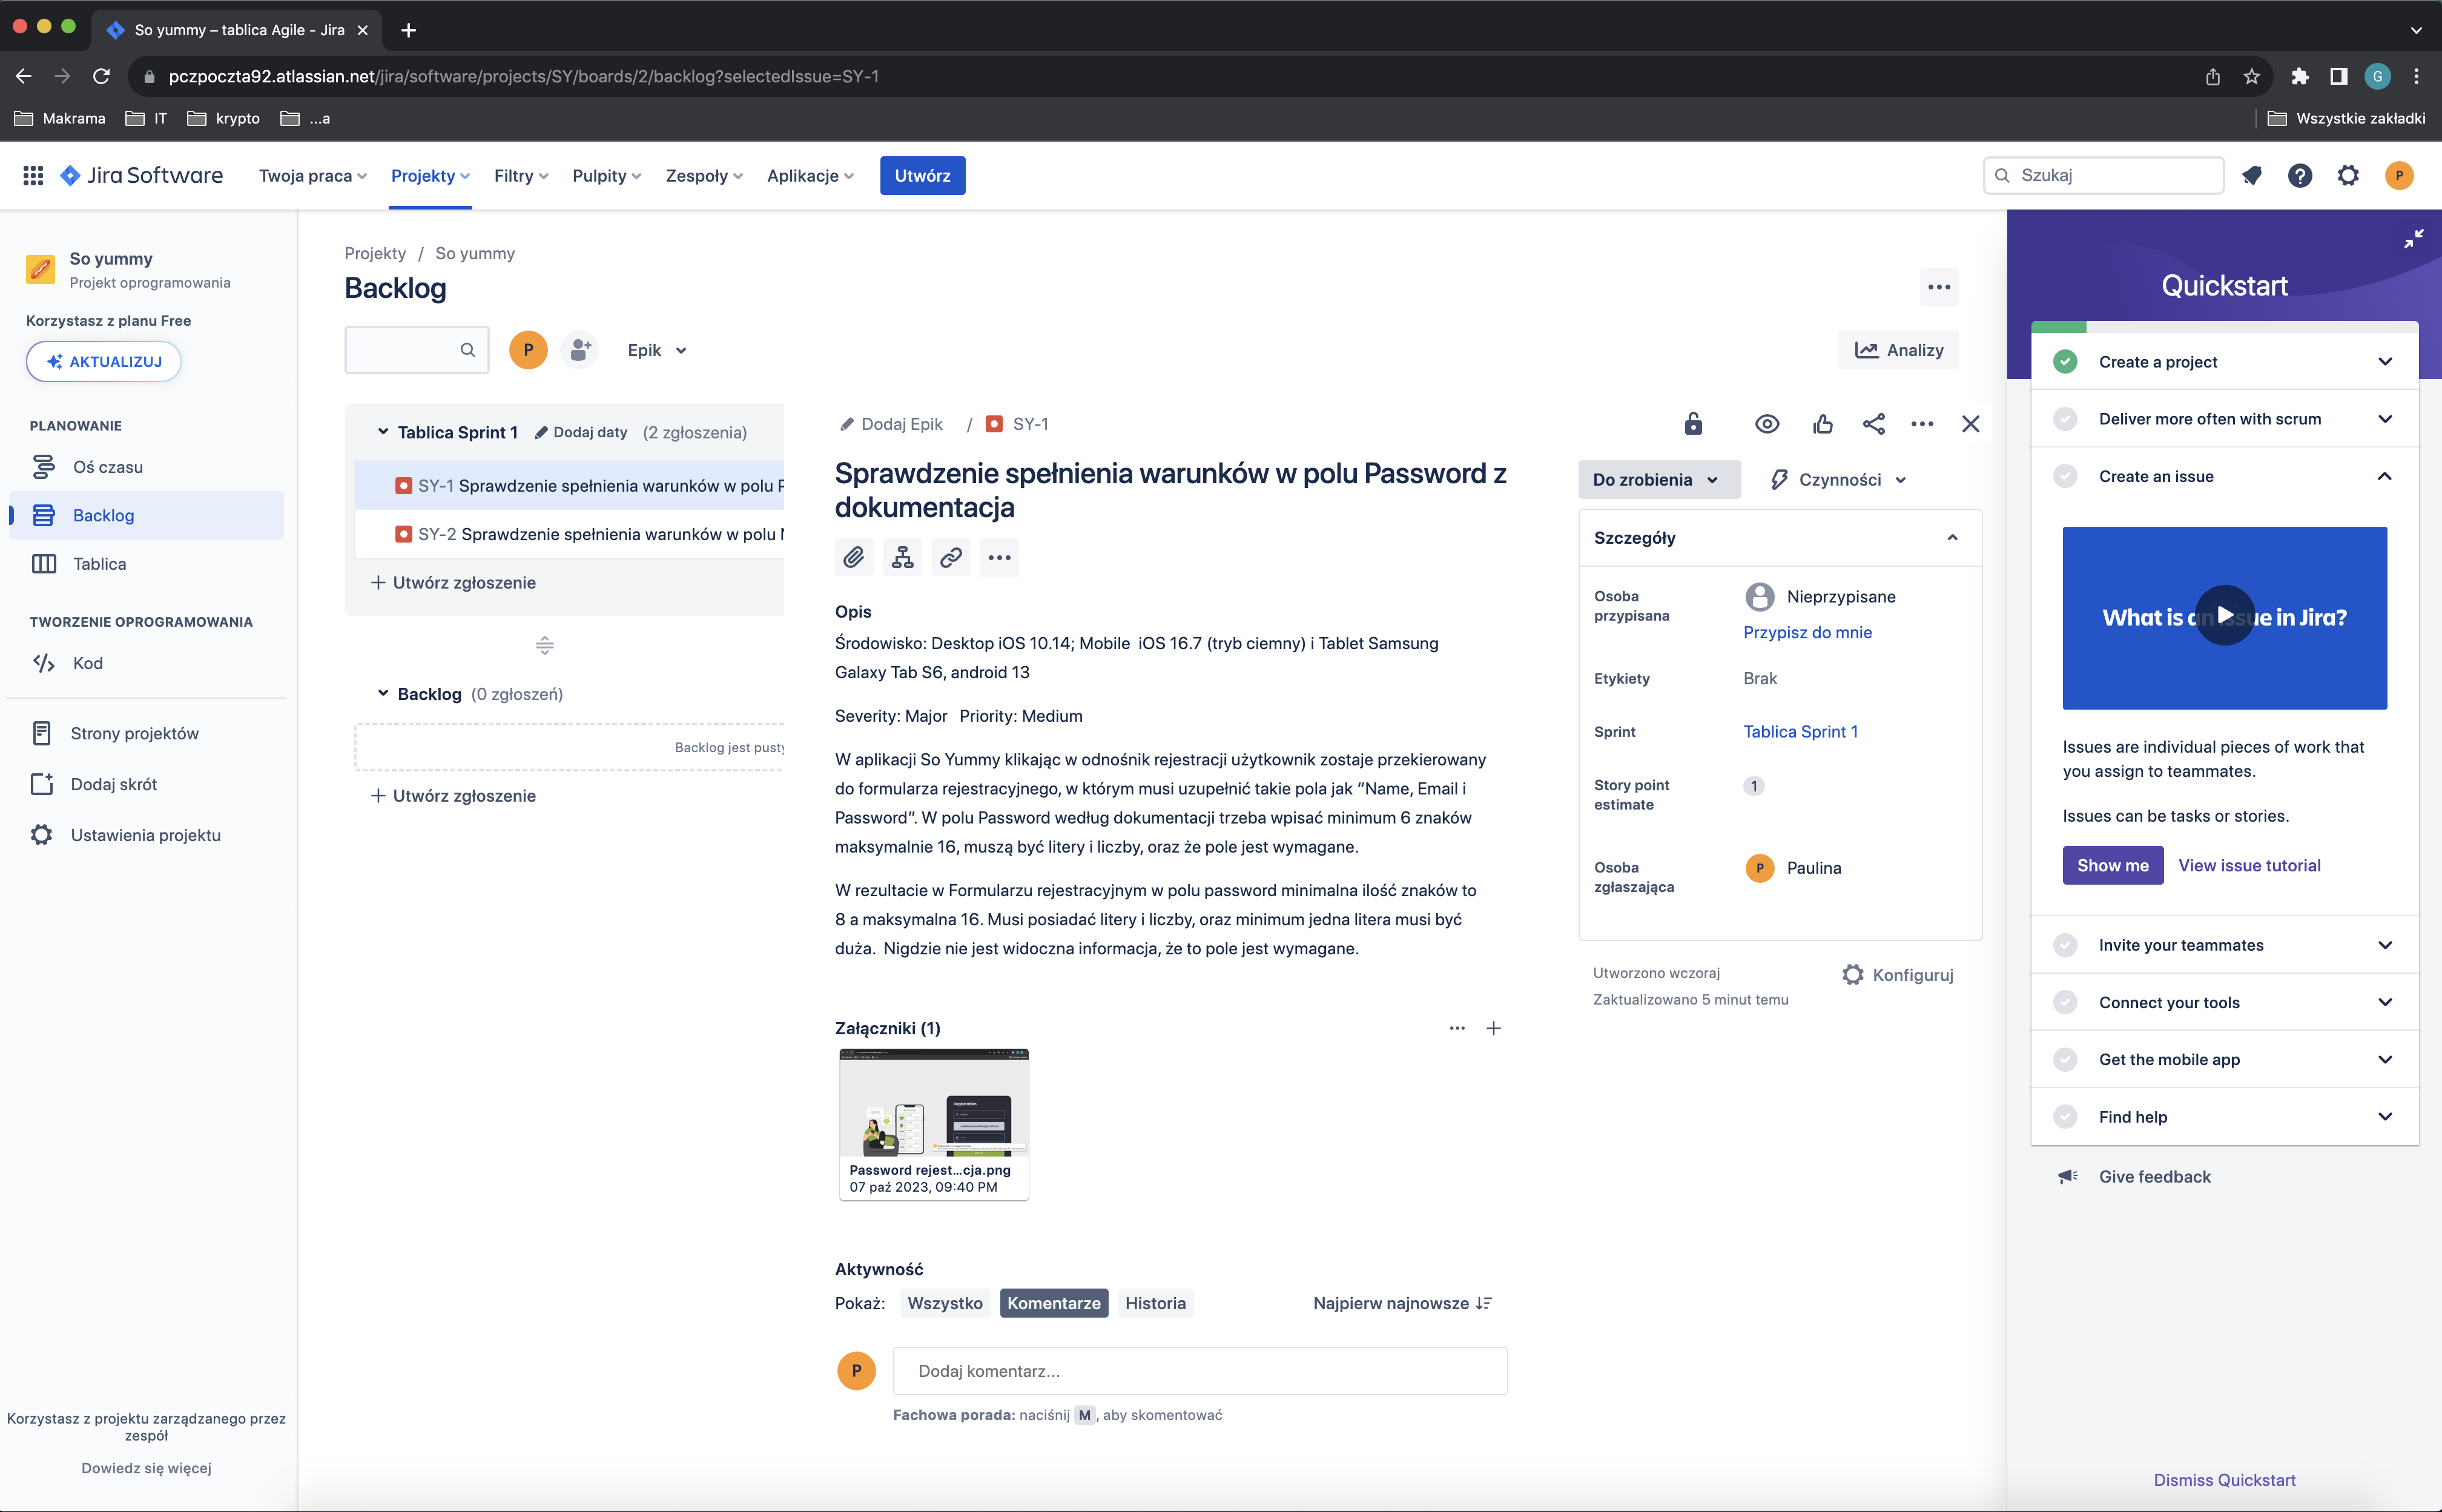 So yummy – tablica Agile - Jira
pczpoczta92.atlassian.net/jira/software/projects/SY/boards/2/backlog?selectedIssue=SY-1
G
Makrama
IT
krypto
...a
Wszystkie zakładki
Jira Software
Twoja praca
Projekty
Filtry
Pulpity
Zespoły
Aplikacje
Utwórz
Szukaj
P
So yummy
Projekt oprogramowania
Korzystasz z planu Free
AKTUALIZUJ
PLANOWANIE
Oś czasu
Backlog
Tablica
TWORZENIE OPROGRAMOWANIA
Kod
Strony projektów
Dodaj skrót
Ustawienia projektu
Korzystasz z projektu zarządzanego przez
zespół
Dowiedz się więcej
Projekty / So yummy
Backlog
P
Epik
Analizy
Tablica Sprint 1 Dodaj daty (2 zgłoszenia)
SY-1 Sprawdzenie spełnienia warunków w polu P
SY-2 Sprawdzenie spełnienia warunków w polu N
Utwórz zgłoszenie
Backlog (0 zgłoszeń)
Backlog jest pusty
Utwórz zgłoszenie
Dodaj Epik / SY-1
Sprawdzenie spełnienia warunków w polu Password z
dokumentacja
Opis
Środowisko: Desktop iOS 10.14; Mobile iOS 16.7 (tryb ciemny) i Tablet Samsung
Galaxy Tab S6, android 13
Severity: Major Priority: Medium
W aplikacji So Yummy klikając w odnośnik rejestracji użytkownik zostaje przekierowany
do formularza rejestracyjnego, w którym musi uzupełnić takie pola jak “Name, Email i
Password”. W polu Password według dokumentacji trzeba wpisać minimum 6 znaków
maksymalnie 16, muszą być litery i liczby, oraz że pole jest wymagane.
W rezultacie w Formularzu rejestracyjnym w polu password minimalna ilość znaków to
8 a maksymalna 16. Musi posiadać litery i liczby, oraz minimum jedna litera musi być
duża. Nigdzie nie jest widoczna informacja, że to pole jest wymagane.
Załączniki (1)
Registration
Password rejest...cja.png
07 paź 2023, 09:40 PM
Aktywność
Pokaż: Wszystko Komentarze Historia
Najpierw najnowsze
P
Dodaj komentarz...
Fachowa porada: naciśnij M, aby skomentować
Do zrobienia
Czynności
Szczegóły
Osoba
przypisana
Nieprzypisane
Przypisz do mnie
Etykiety
Brak
Sprint
Tablica Sprint 1
Story point
estimate
1
Osoba
zgłaszająca
P
Paulina
Utworzono wczoraj
Zaktualizowano 5 minut temu
Konfiguruj
Quickstart
Create a project
Deliver more often with scrum
Create an issue
What is an issue in Jira?
Issues are individual pieces of work that
you assign to teammates.
Issues can be tasks or stories.
Show me
View issue tutorial
Invite your teammates
Connect your tools
Get the mobile app
Find help
Give feedback
Dismiss Quickstart